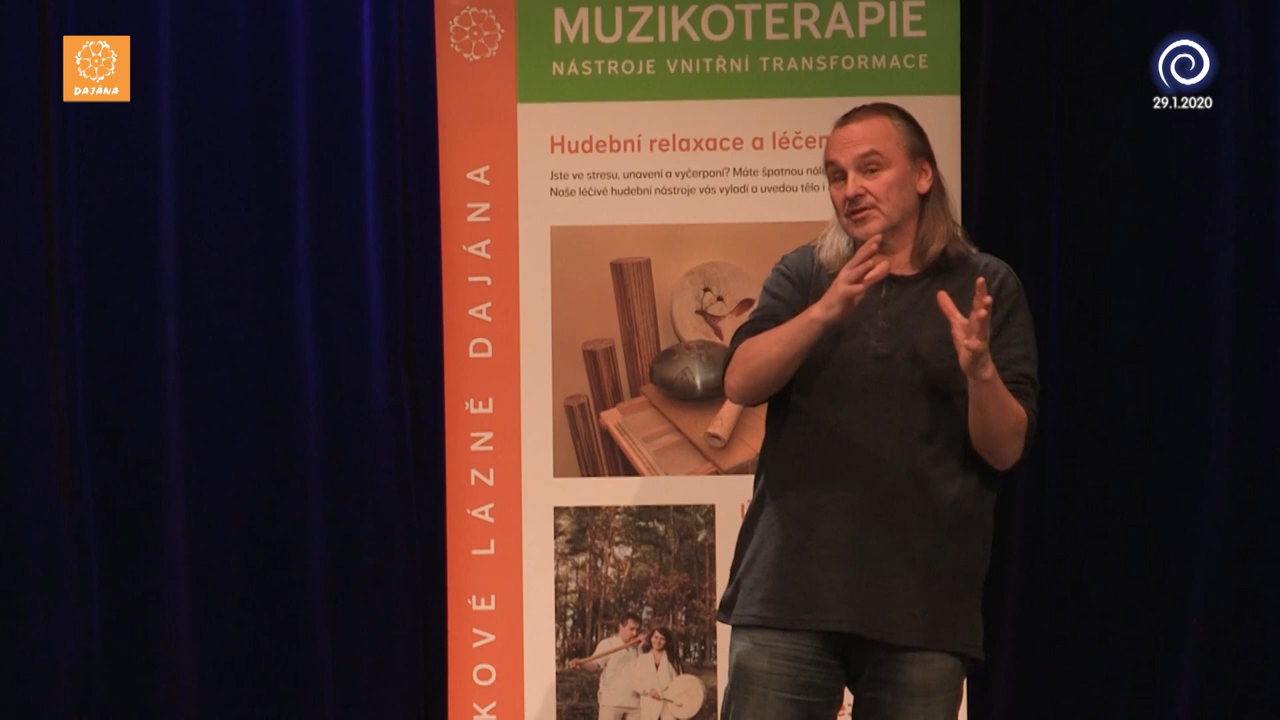 DAJÁNA
29.1.2020
MUZIKOTERAPIE
NÁSTROJE VNITŘNÍ TRANSFORMACE
Hudební relaxace a léčen
Jste ve stresu, unavení a vyčerpaní? Máte špatnou nál
Naše léčivé hudební nástroje vás vyladí a uvedou tělo i
KOVÉ LÁZNĚ DAJÁNA